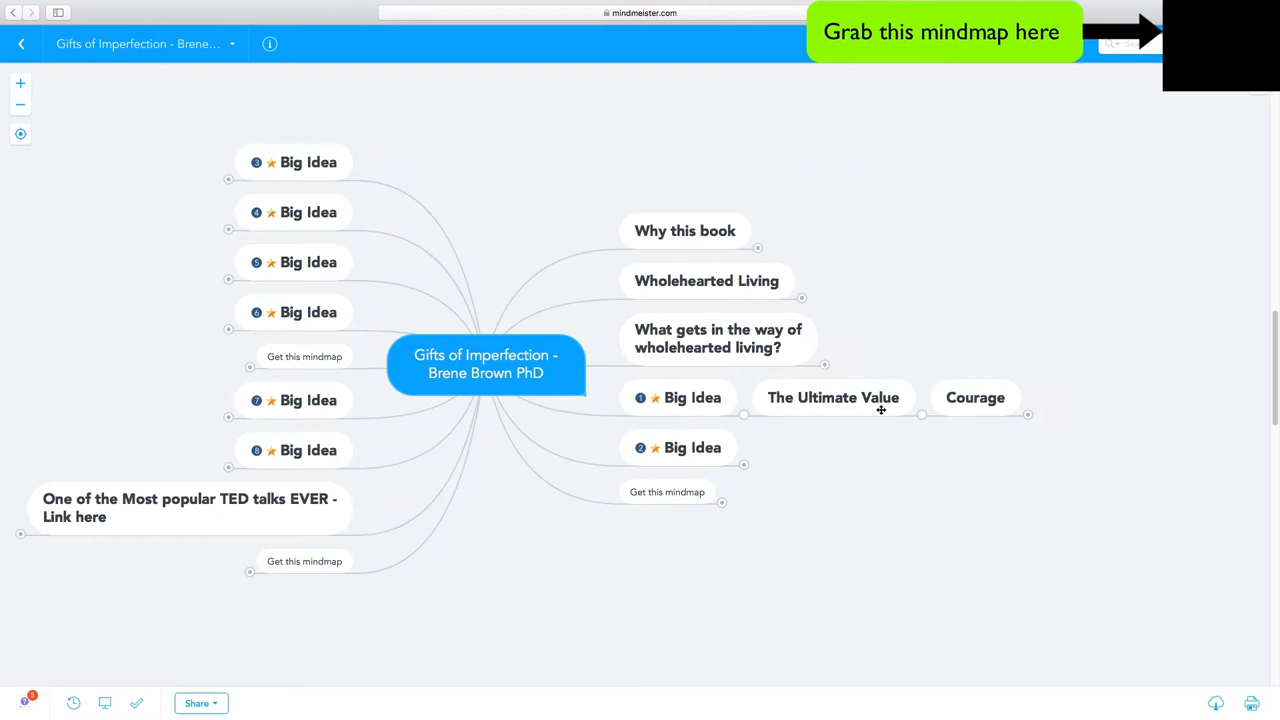 mindmeister.com
Grab this mindmap here
Gifts of Imperfection - Brene...
3 Big Idea
4 Big Idea
5 Big Idea
6 Big Idea
Get this mindmap
7 Big Idea
8 Big Idea
One of the Most popular TED talks EVER -
Link here
Get this mindmap
Gifts of Imperfection -
Brene Brown PhD
Why this book
Wholehearted Living
What gets in the way of
wholehearted living?
1 Big Idea
The Ultimate Value
Courage
2 Big Idea
Get this mindmap
5
Share